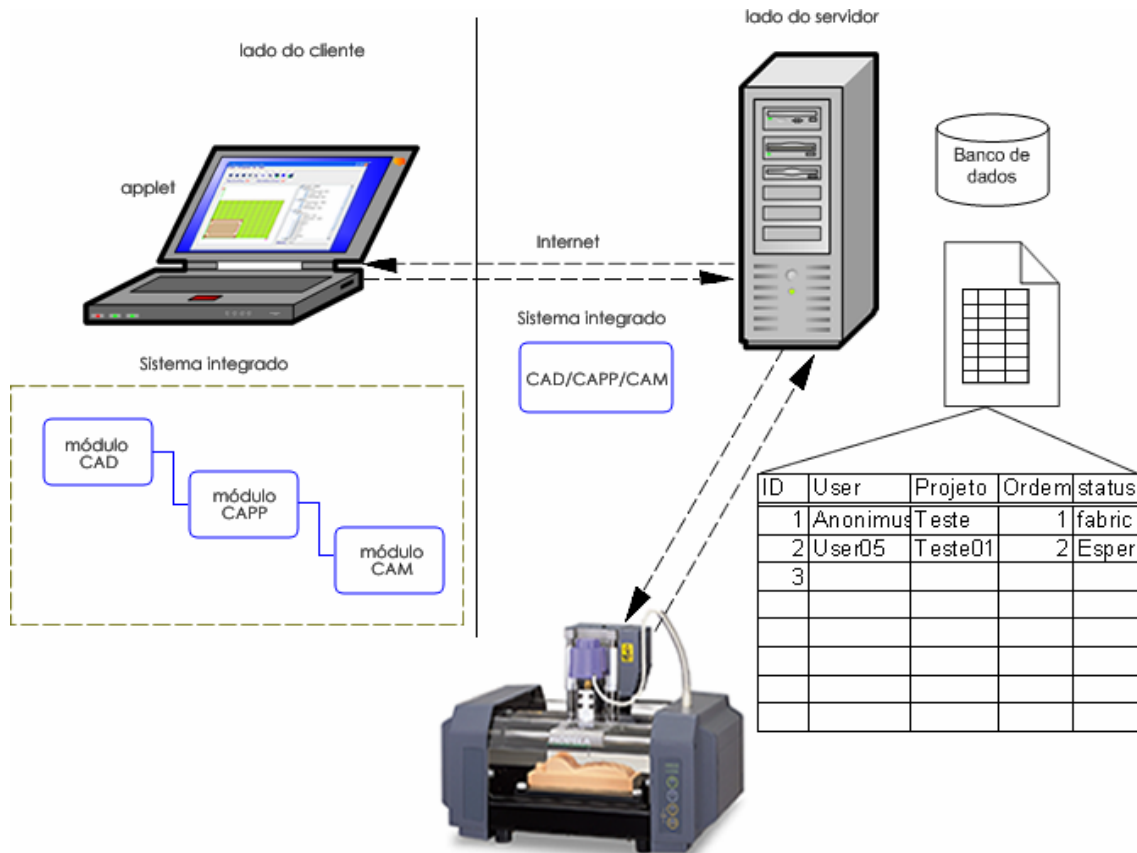 lado do servidor
lado do cliente
applet
Banco de
dados
Internet
Sistema integrado
CAD/CAPP/CAM
Sistema integrado
módulo
CAD
módulo
CAPP
módulo
CAM
ID User Projeto Ordem status
1 Anonimus Teste 1 fabric
2 User05 Teste01 2 Esper
3